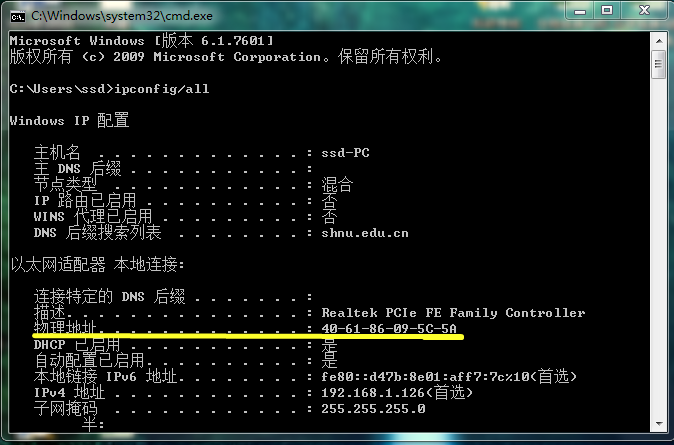 C:\Windows\system32\cmd.exe
Microsoft Windows [版本 6.1.7601]
版权所有 (c) 2009 Microsoft Corporation。保留所有权利。
C:\Users\ssd>ipconfig/all
Windows IP 配置
主机名 . . . . . . . . . . . . . : ssd-PC
主 DNS 后缀 . . . . . . . . . . . :
节点类型 . . . . . . . . . . . . : 混合
IP 路由已启用 . . . . . . . . . . : 否
WINS 代理已启用 . . . . . . . . . : 否
DNS 后缀搜索列表 . . . . . . . . : shnu.edu.cn
以太网适配器 本地连接:
连接特定的 DNS 后缀 . . . . . . . :
描述. . . . . . . . . . . . . . . : Realtek PCIe FE Family Controller
物理地址. . . . . . . . . . . . . : 40-61-86-09-5C-5A
DHCP 已启用 . . . . . . . . . . . : 是
自动配置已启用. . . . . . . . . . : 是
本地链接 IPv6 地址. . . . . . . . : fe80::d47b:8e01:aff7:7c%10(首选)
IPv4 地址 . . . . . . . . . . . . : 192.168.1.126(首选)
子网掩码 . . . . . . . . . . . . : 255.255.255.0
半: